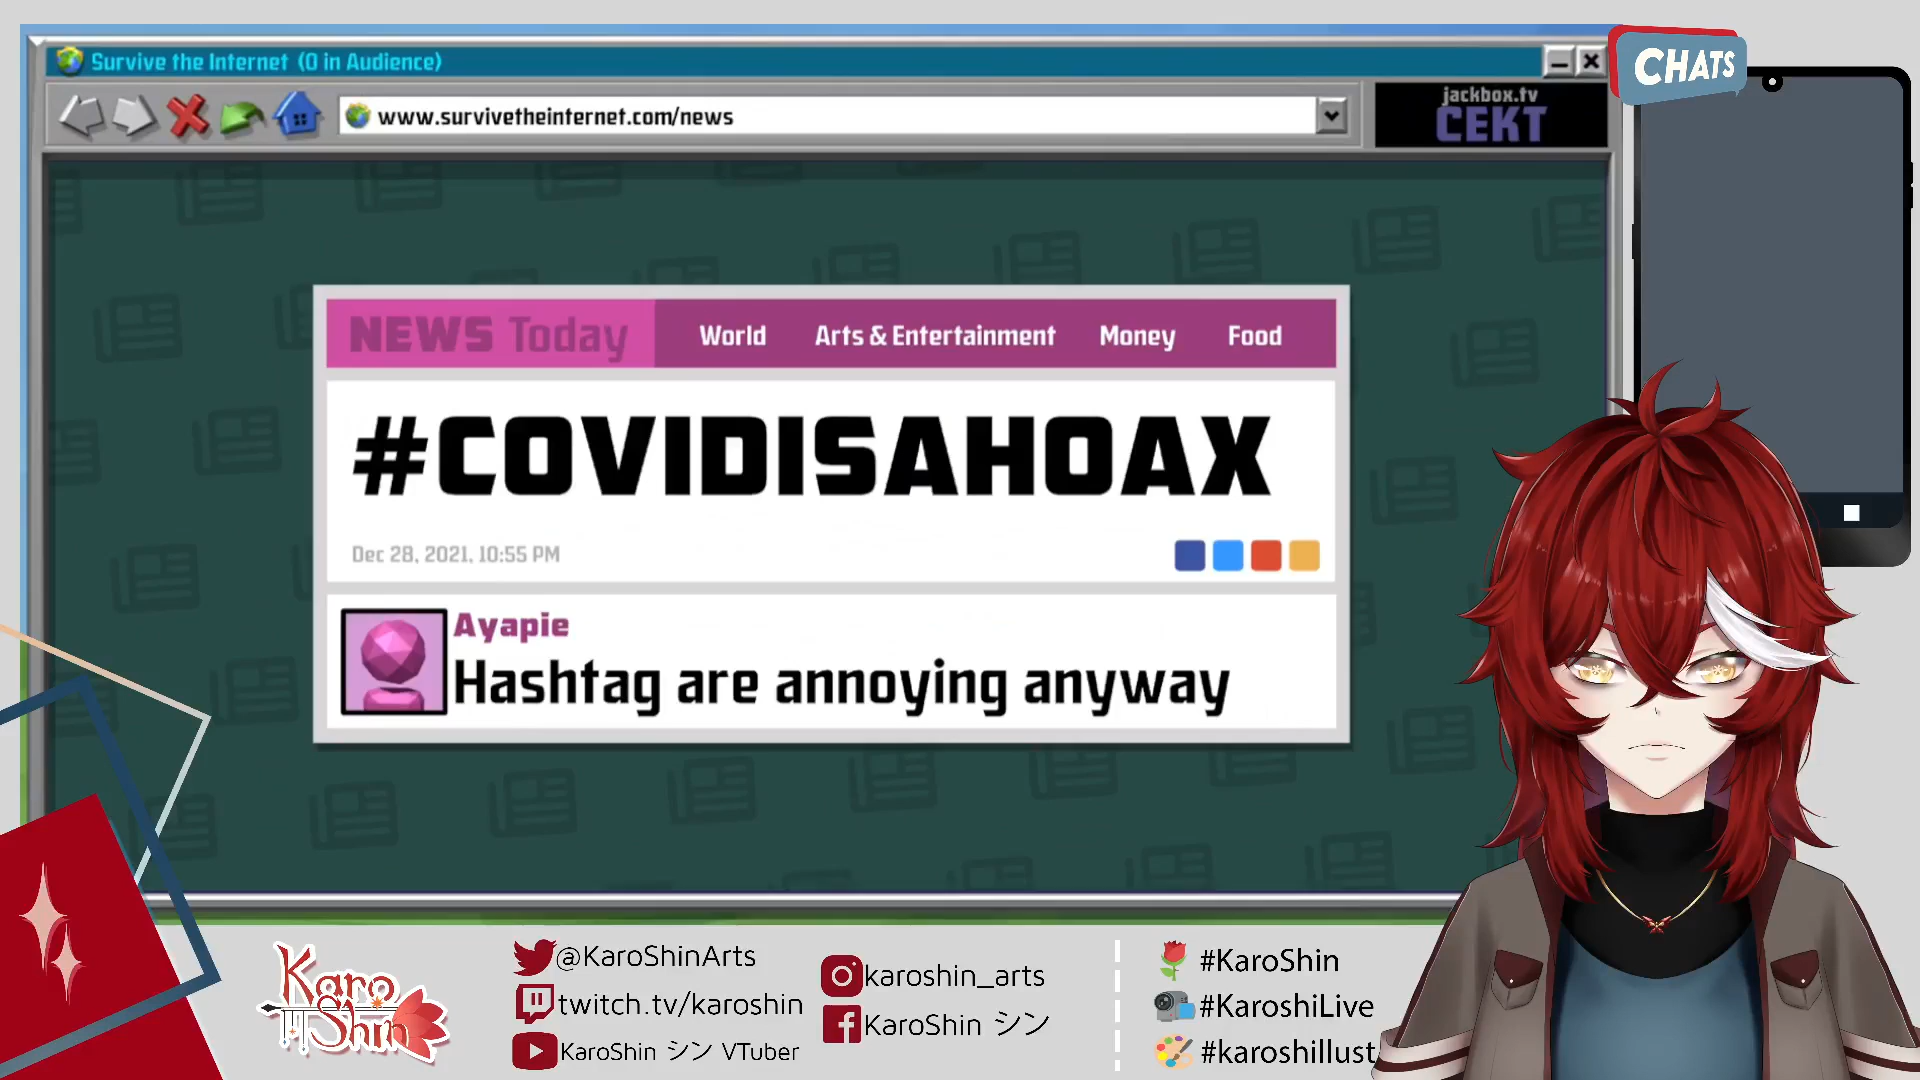 Survive the Internet (0 in Audience)
CHATS
www.survivetheinternet.com/news
jackbox.tv
CEKT
NEWS Today World Arts & Entertainment Money Food
#COVIDISAHOAX
Dec 28, 2021, 10:55 PM
Ayapie
Hashtag are annoying anyway
Karo
Shin
@KaroShinArts
twitch.tv/karoshin
KaroShin シン VTuber
karoshin_arts
KaroShin シン
#KaroShin
#KaroshiLive
#karoshillust